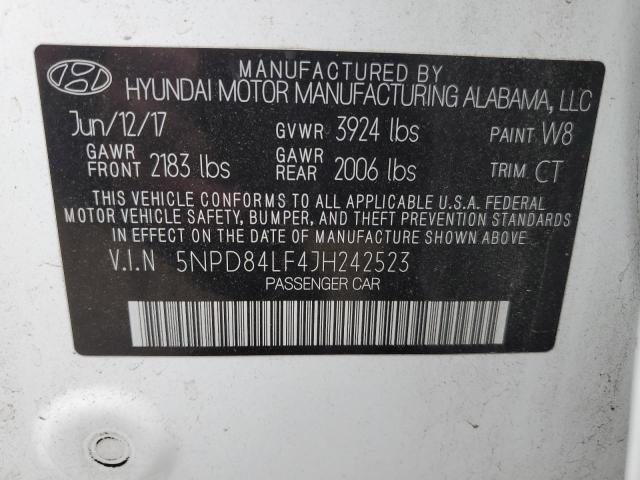 MANUFACTURED BY
HYUNDAI MOTOR MANUFACTURING ALABAMA, LLC
Jun/12/17 GVWR 3924 lbs PAINT W8
GAWR FRONT 2183 lbs GAWR REAR 2006 lbs TRIM CT
THIS VEHICLE CONFORMS TO ALL APPLICABLE U.S.A. FEDERAL
MOTOR VEHICLE SAFETY, BUMPER, AND THEFT PREVENTION STANDARDS
IN EFFECT ON THE DATE OF MANUFACTURE SHOWN ABOVE.
V.I.N 5NPD84LF4JH242523
PASSENGER CAR